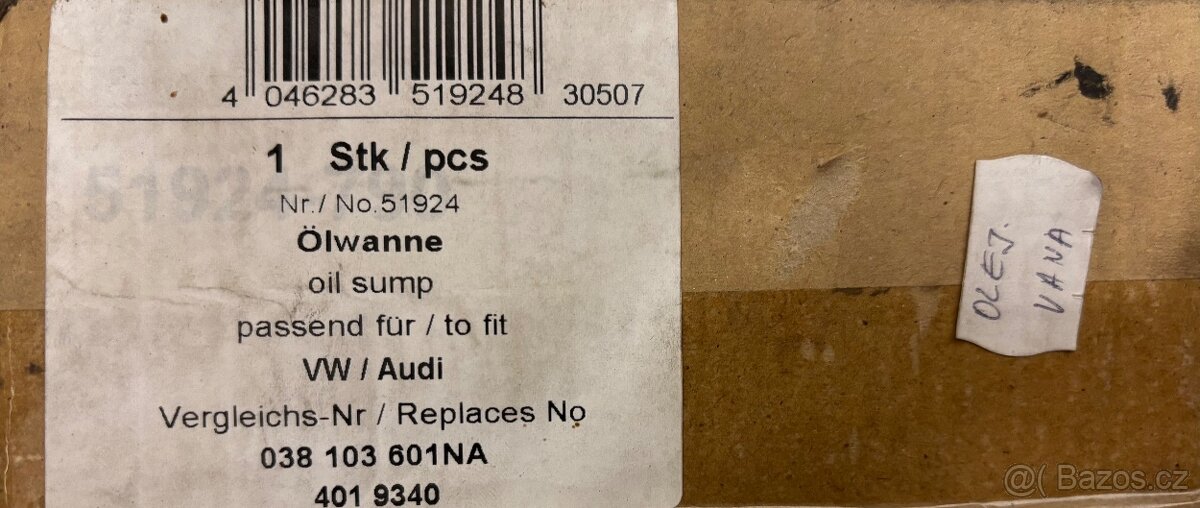 4 046283 519248 30507
1 Stk / pcs
51924
Nr./ No.51924
Ölwanne
oil sump
passend für / to fit
VW / Audi
Vergleichs-Nr / Replaces No
038 103 601NA
401 9340
OLEJ.
VANA
@( Bazos.cz